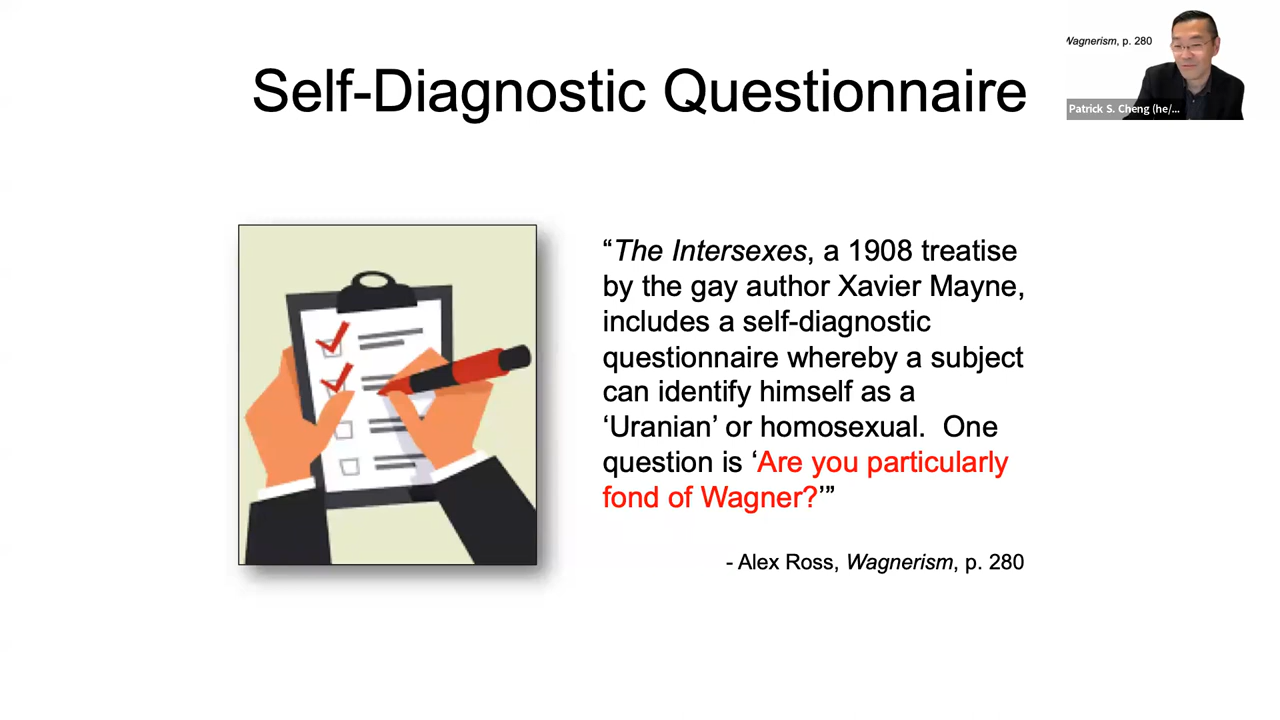 Wagnerism, p. 280
Patrick S. Cheng (he/...
Self-Diagnostic Questionnaire
“The Intersexes, a 1908 treatise
by the gay author Xavier Mayne,
includes a self-diagnostic
questionnaire whereby a subject
can identify himself as a
‘Uranian’ or homosexual.  One
question is ‘Are you particularly
fond of Wagner?’”
- Alex Ross, Wagnerism, p. 280